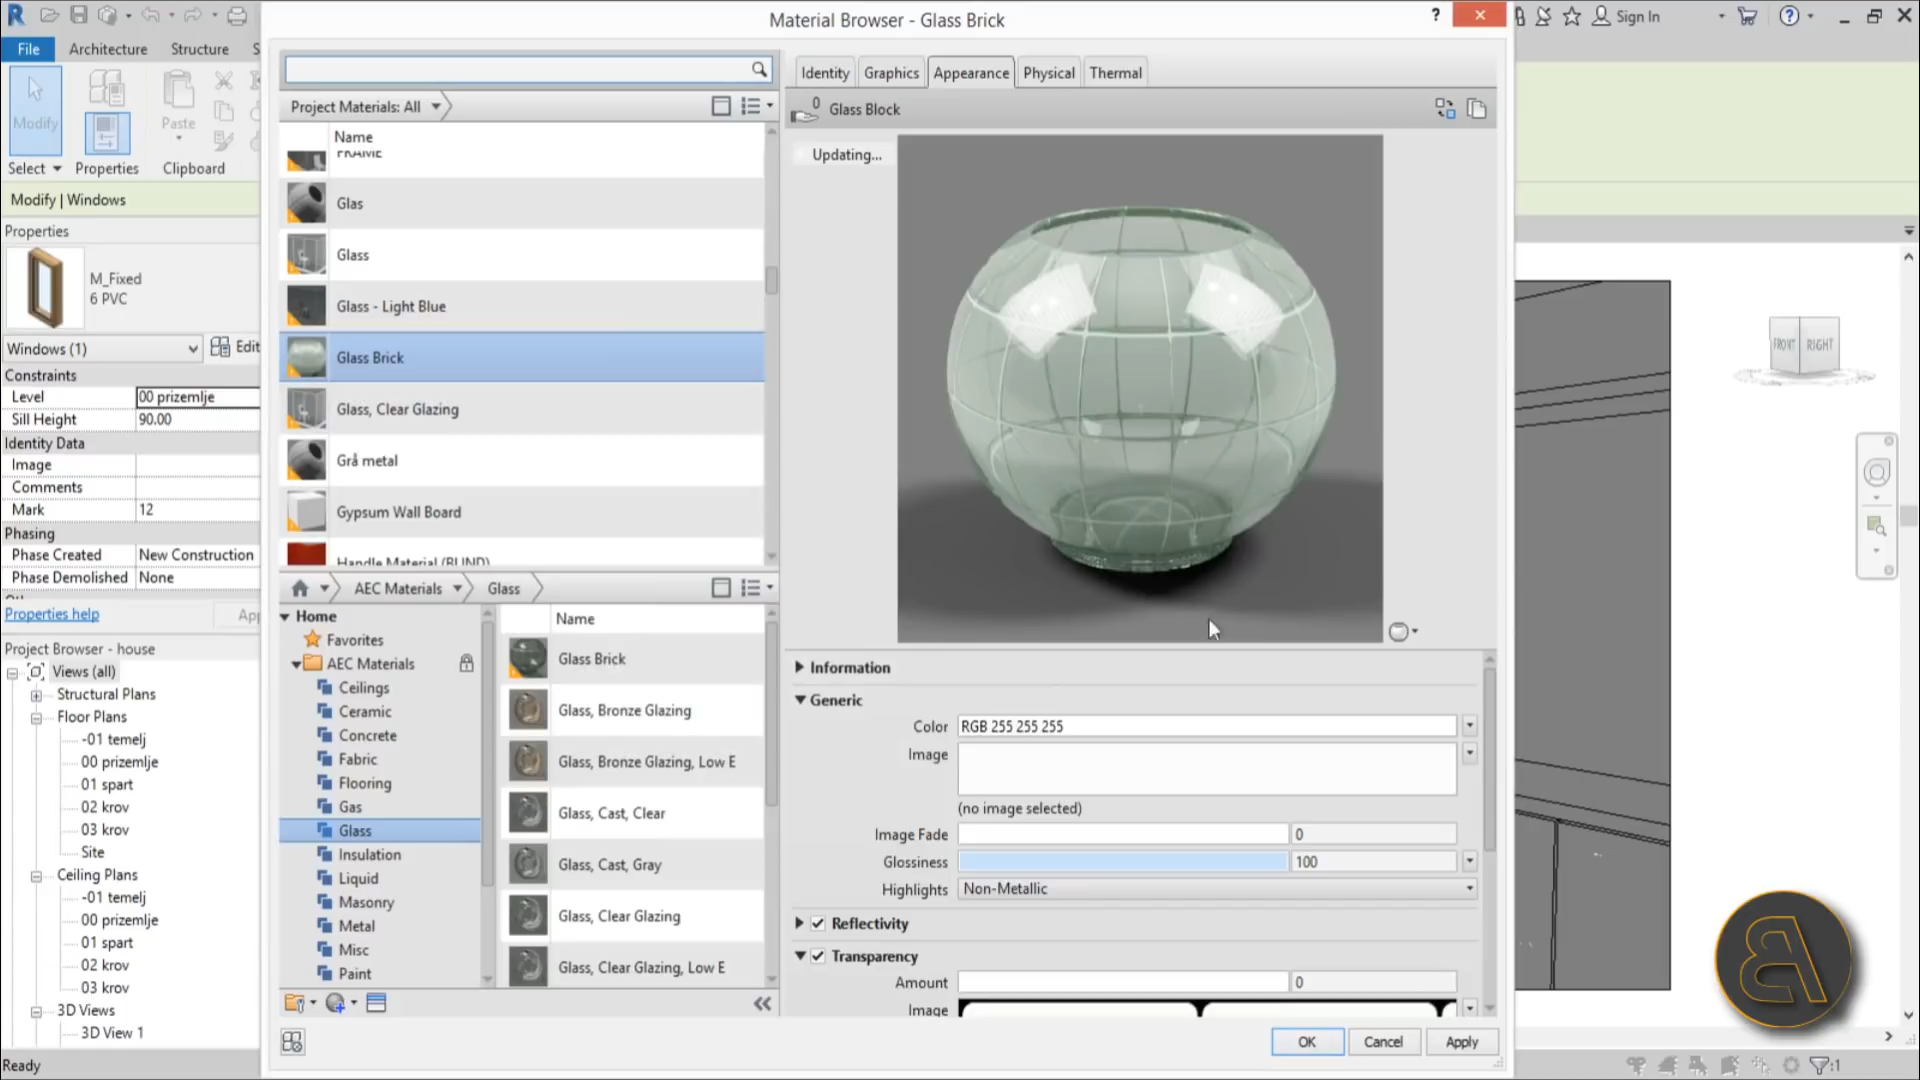 Material Browser - Glass Brick
?
Sign In
File
Architecture
Structure
S
Modify
Paste
Select
Properties
Clipboard
Modify | Windows
Properties
M_Fixed
6 PVC
Windows (1)
Edit
Constraints
Level
00 prizemlje
Sill Height
90.00
Identity Data
Image
Comments
Mark
12
Phasing
Phase Created
New Construction
Phase Demolished
None
Properties help
App
Project Browser - house
Views (all)
Structural Plans
Floor Plans
-01 temelj
00 prizemlje
01 spart
02 krov
03 krov
Site
Ceiling Plans
-01 temelj
00 prizemlje
01 spart
02 krov
03 krov
3D Views
3D View 1
Ready
Project Materials: All
Name
FRAME
Glas
Glass
Glass - Light Blue
Glass Brick
Glass, Clear Glazing
Grå metal
Gypsum Wall Board
Handle Material (BLIND)
AEC Materials
Glass
Home
Favorites
AEC Materials
Ceilings
Ceramic
Concrete
Fabric
Flooring
Gas
Glass
Insulation
Liquid
Masonry
Metal
Misc
Paint
Name
Glass Brick
Glass, Bronze Glazing
Glass, Bronze Glazing, Low E
Glass, Cast, Clear
Glass, Cast, Gray
Glass, Clear Glazing
Glass, Clear Glazing, Low E
Identity
Graphics
Appearance
Physical
Thermal
0
Glass Block
Updating...
Information
Generic
Color
RGB 255 255 255
Image
(no image selected)
Image Fade
0
Glossiness
100
Highlights
Non-Metallic
Reflectivity
Transparency
Amount
0
Image
OK
Cancel
Apply
FRONT
RIGHT
:1